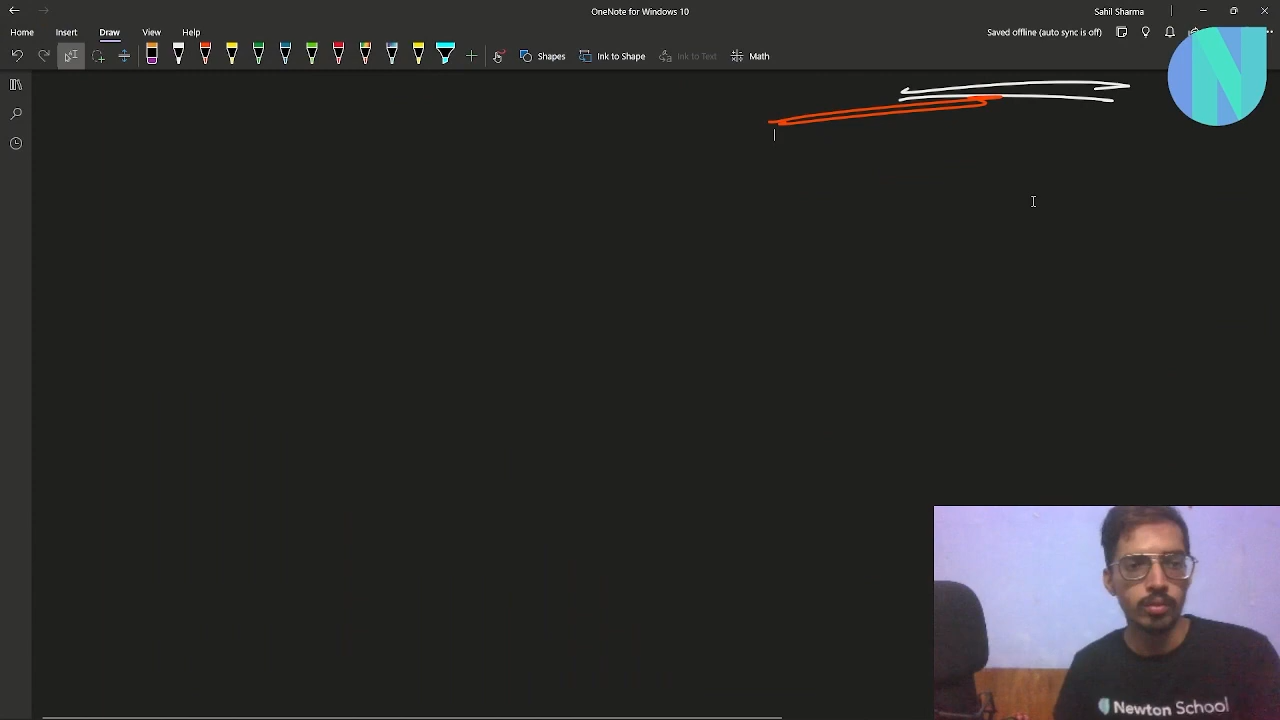 OneNote for Windows 10
Sahil Sharma
Home Insert Draw View Help
Saved offline (auto sync is off)
Shapes Ink to Shape Ink to Text Math
N
Newton School